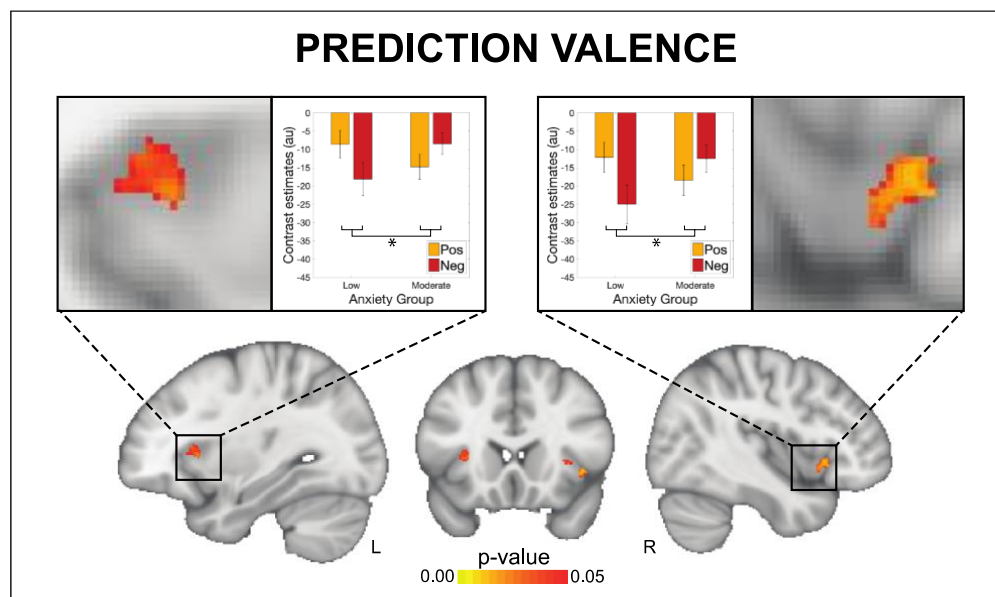 PREDICTION VALENCE
Contrast estimates (au)
0
-5
-10
-15
-20
-25
-30
-35
-40
-45
*
Pos
Neg
Low
Moderate
Anxiety Group
Contrast estimates (au)
0
-5
-10
-15
-20
-25
-30
-35
-40
-45
*
Pos
Neg
Low
Moderate
Anxiety Group
L
R
p-value
0.00
0.05